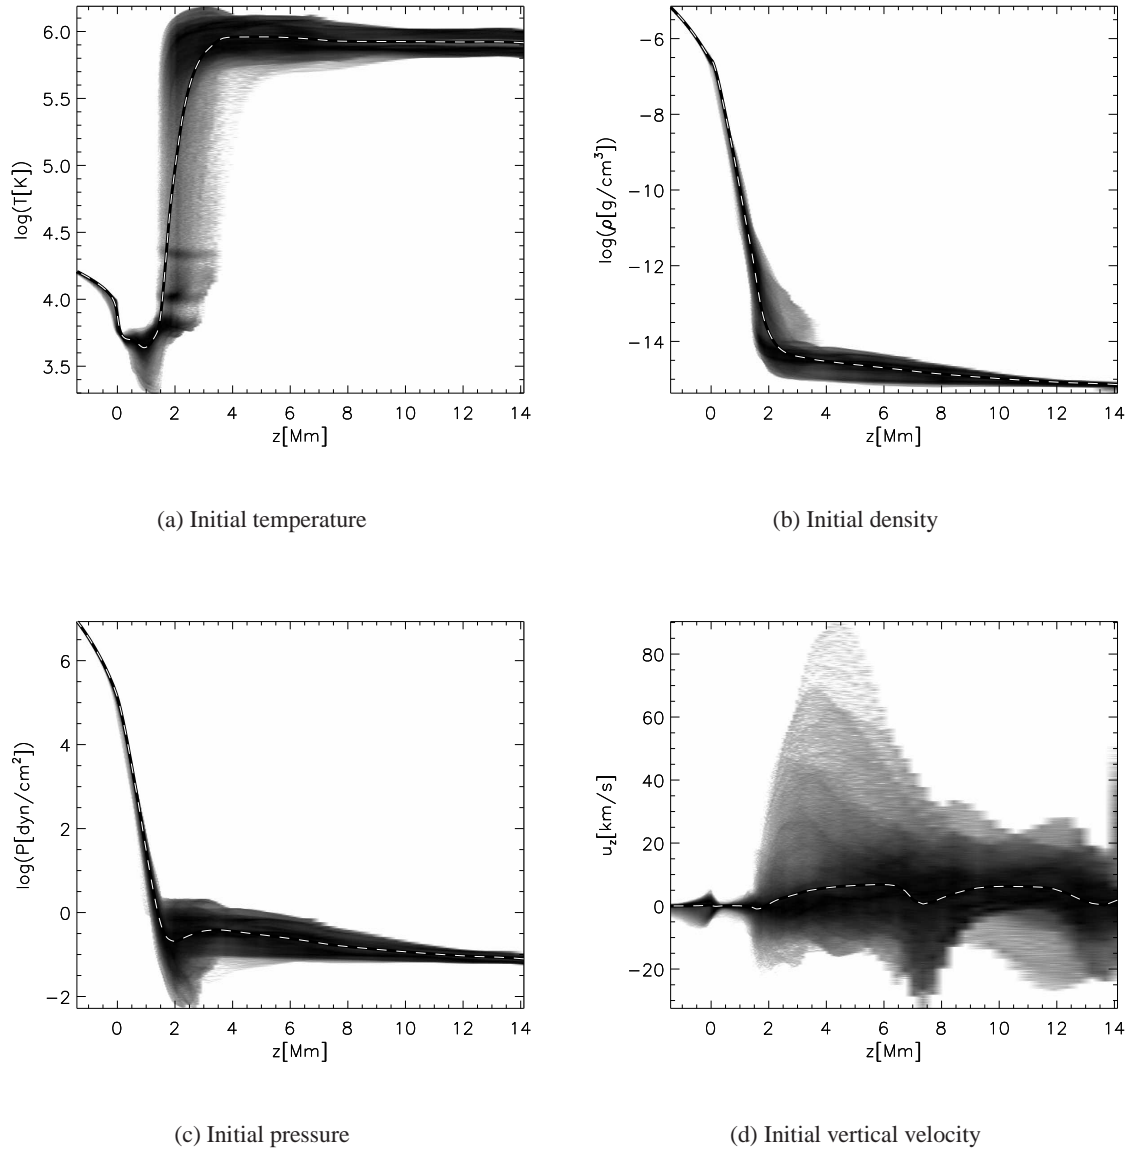 6.0
5.5
5.0
4.5
4.0
3.5
log(T[K])
0 2 4 6 8 10 12 14
z[Mm]
(a) Initial temperature
−6
−8
−10
−12
−14
log(ρ[g/cm³])
0 2 4 6 8 10 12 14
z[Mm]
(b) Initial density
6
4
2
0
−2
log(P[dyn/cm²])
0 2 4 6 8 10 12 14
z[Mm]
(c) Initial pressure
80
60
40
20
0
−20
u_z[km/s]
0 2 4 6 8 10 12 14
z[Mm]
(d) Initial vertical velocity